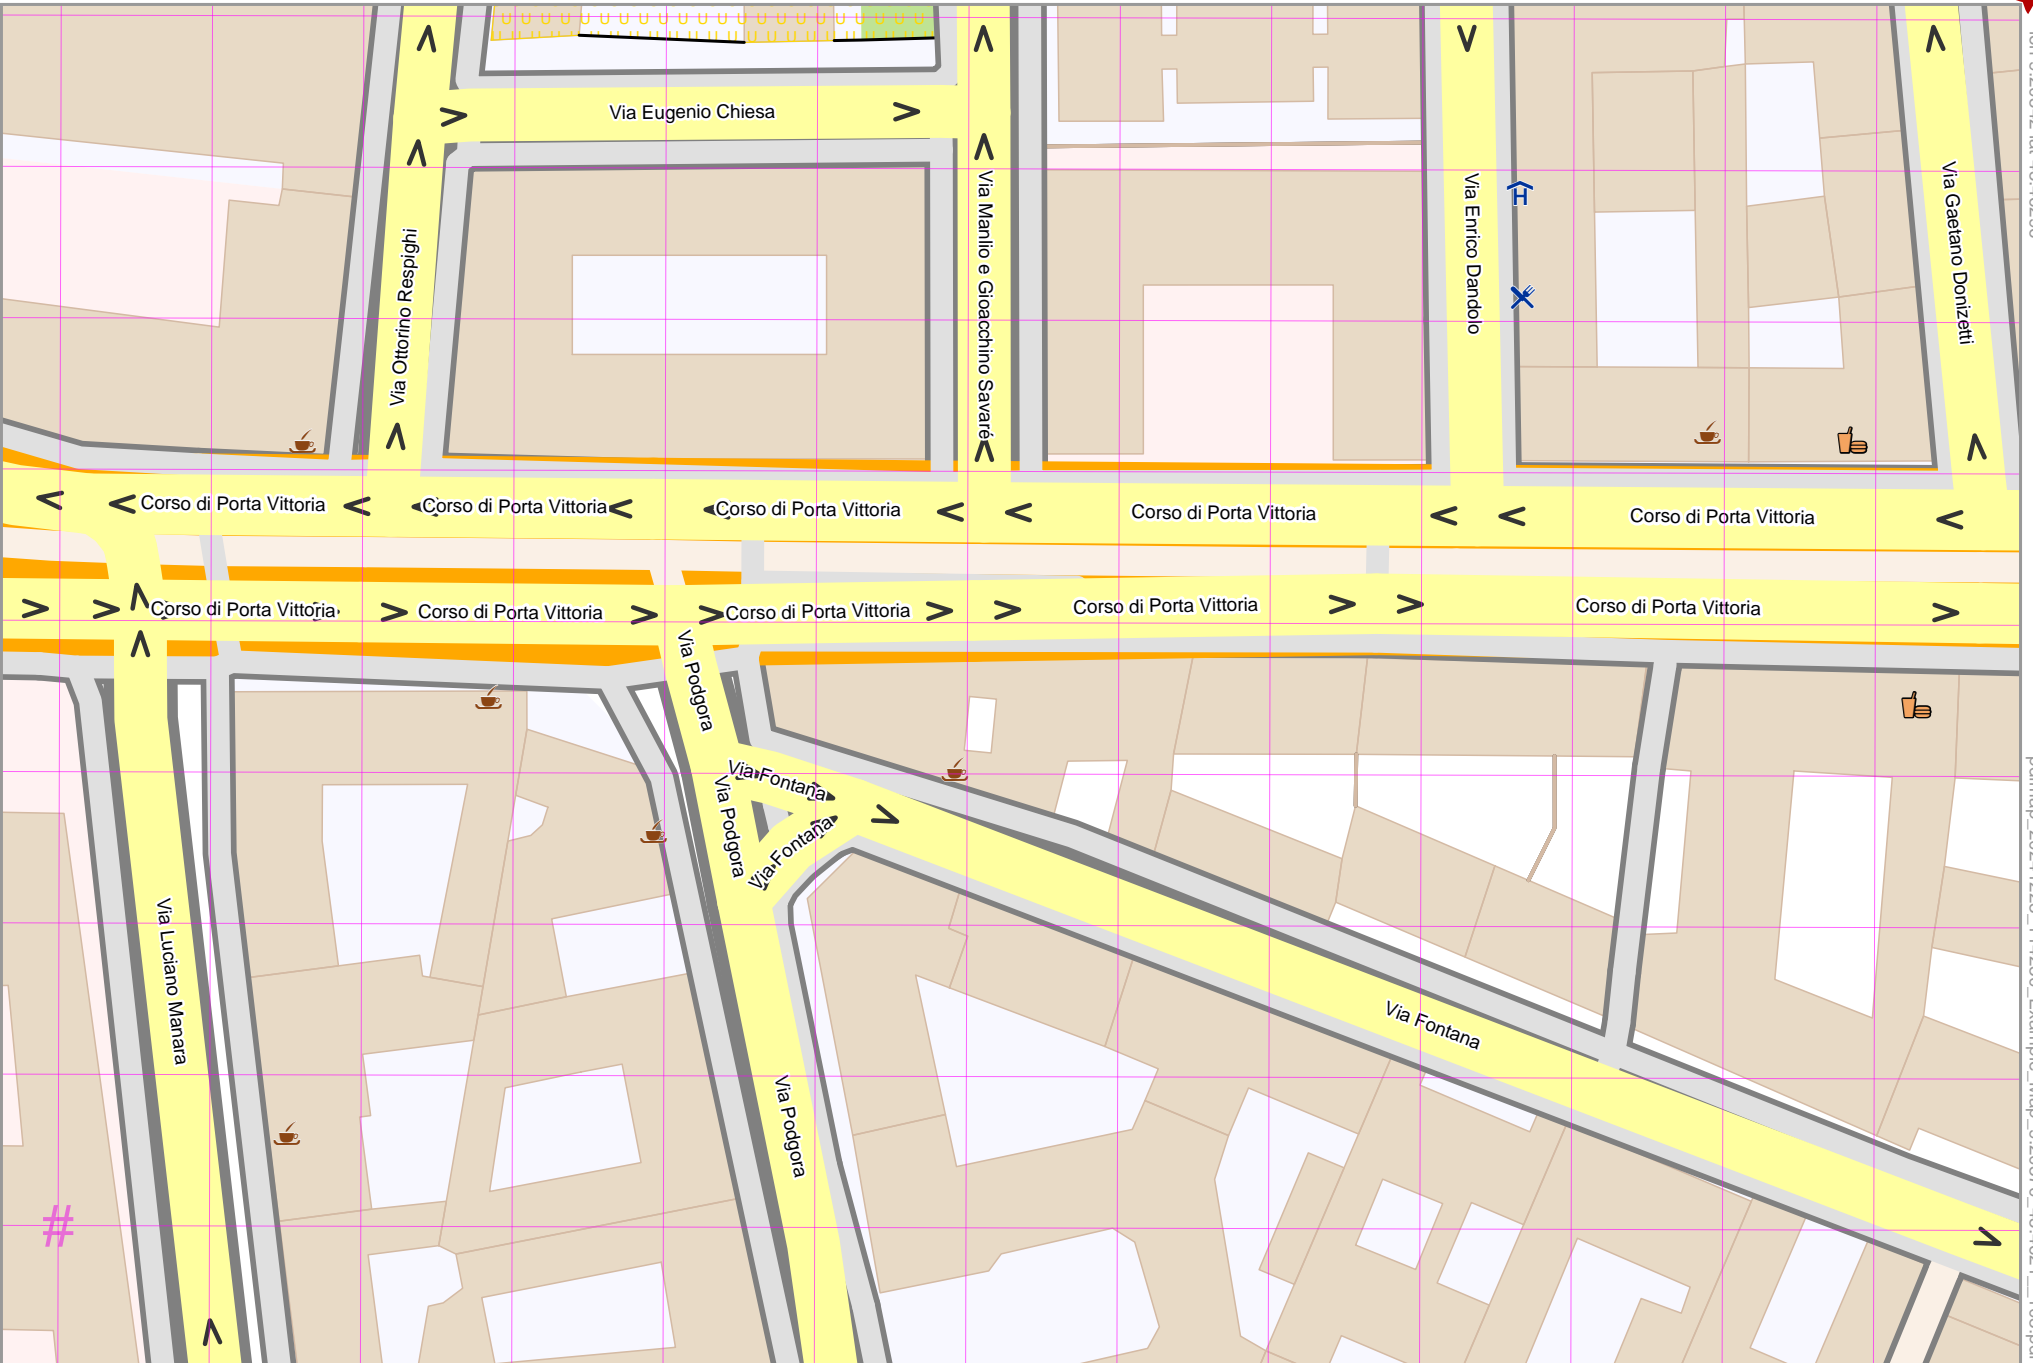 Via Eugenio Chiesa
Via Ottorino Respighi
Via Manlio e Gioacchino Savaré
Via Enrico Dandolo
Via Gaetano Donizetti
H
Corso di Porta Vittoria
Corso di Porta Vittoria
Corso di Porta Vittoria
Corso di Porta Vittoria
Corso di Porta Vittoria
Corso di Porta Vittoria
Corso di Porta Vittoria
Corso di Porta Vittoria
Corso di Porta Vittoria
Corso di Porta Vittoria
Via Podgora
Via Fontana
Via Podgora
Via Fontana
Via Luciano Manara
Via Fontana
Via Podgora
#